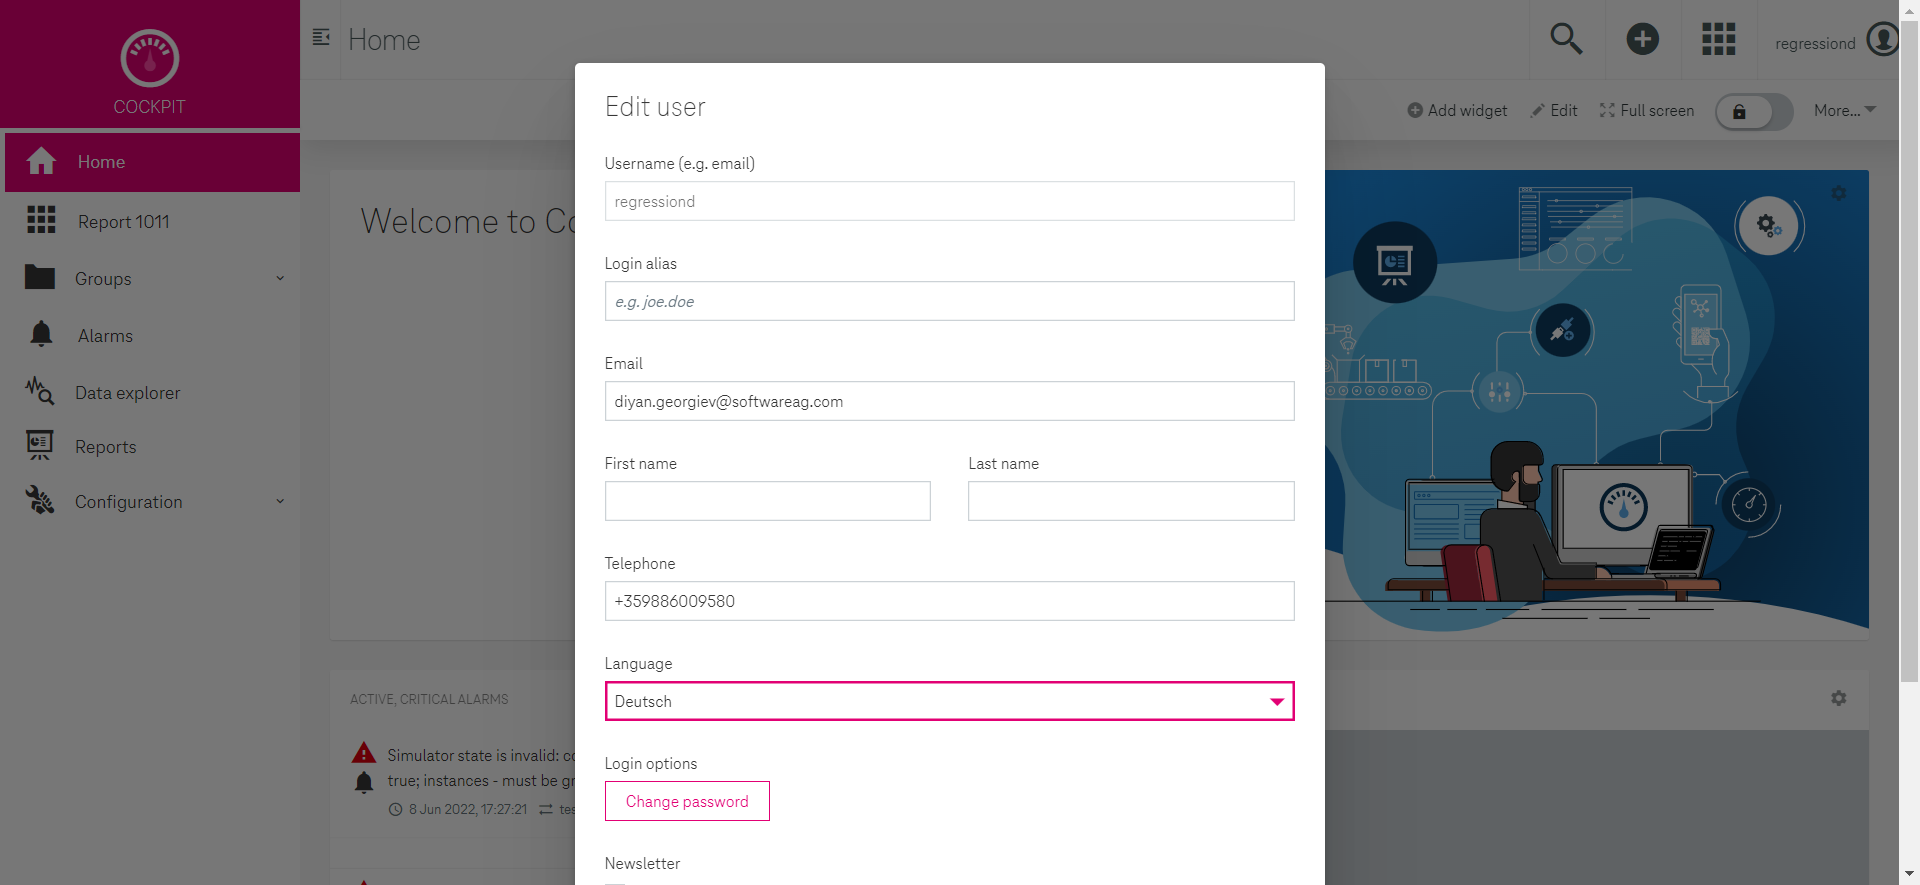 COCKPIT
Home
Report 1011
Groups
Alarms
Data explorer
Reports
Configuration
Home
regressiond
Add widget
Edit
Full screen
More...
Welcome to Co
ACTIVE, CRITICAL ALARMS
Simulator state is invalid: co
true; instances - must be gr
8 Jun 2022, 17:27:21
tes
Edit user
Username (e.g. email)
regressiond
Login alias
e.g. joe.doe
Email
diyan.georgiev@softwareag.com
First name
Last name
Telephone
+359886009580
Language
Deutsch
Login options
Change password
Newsletter